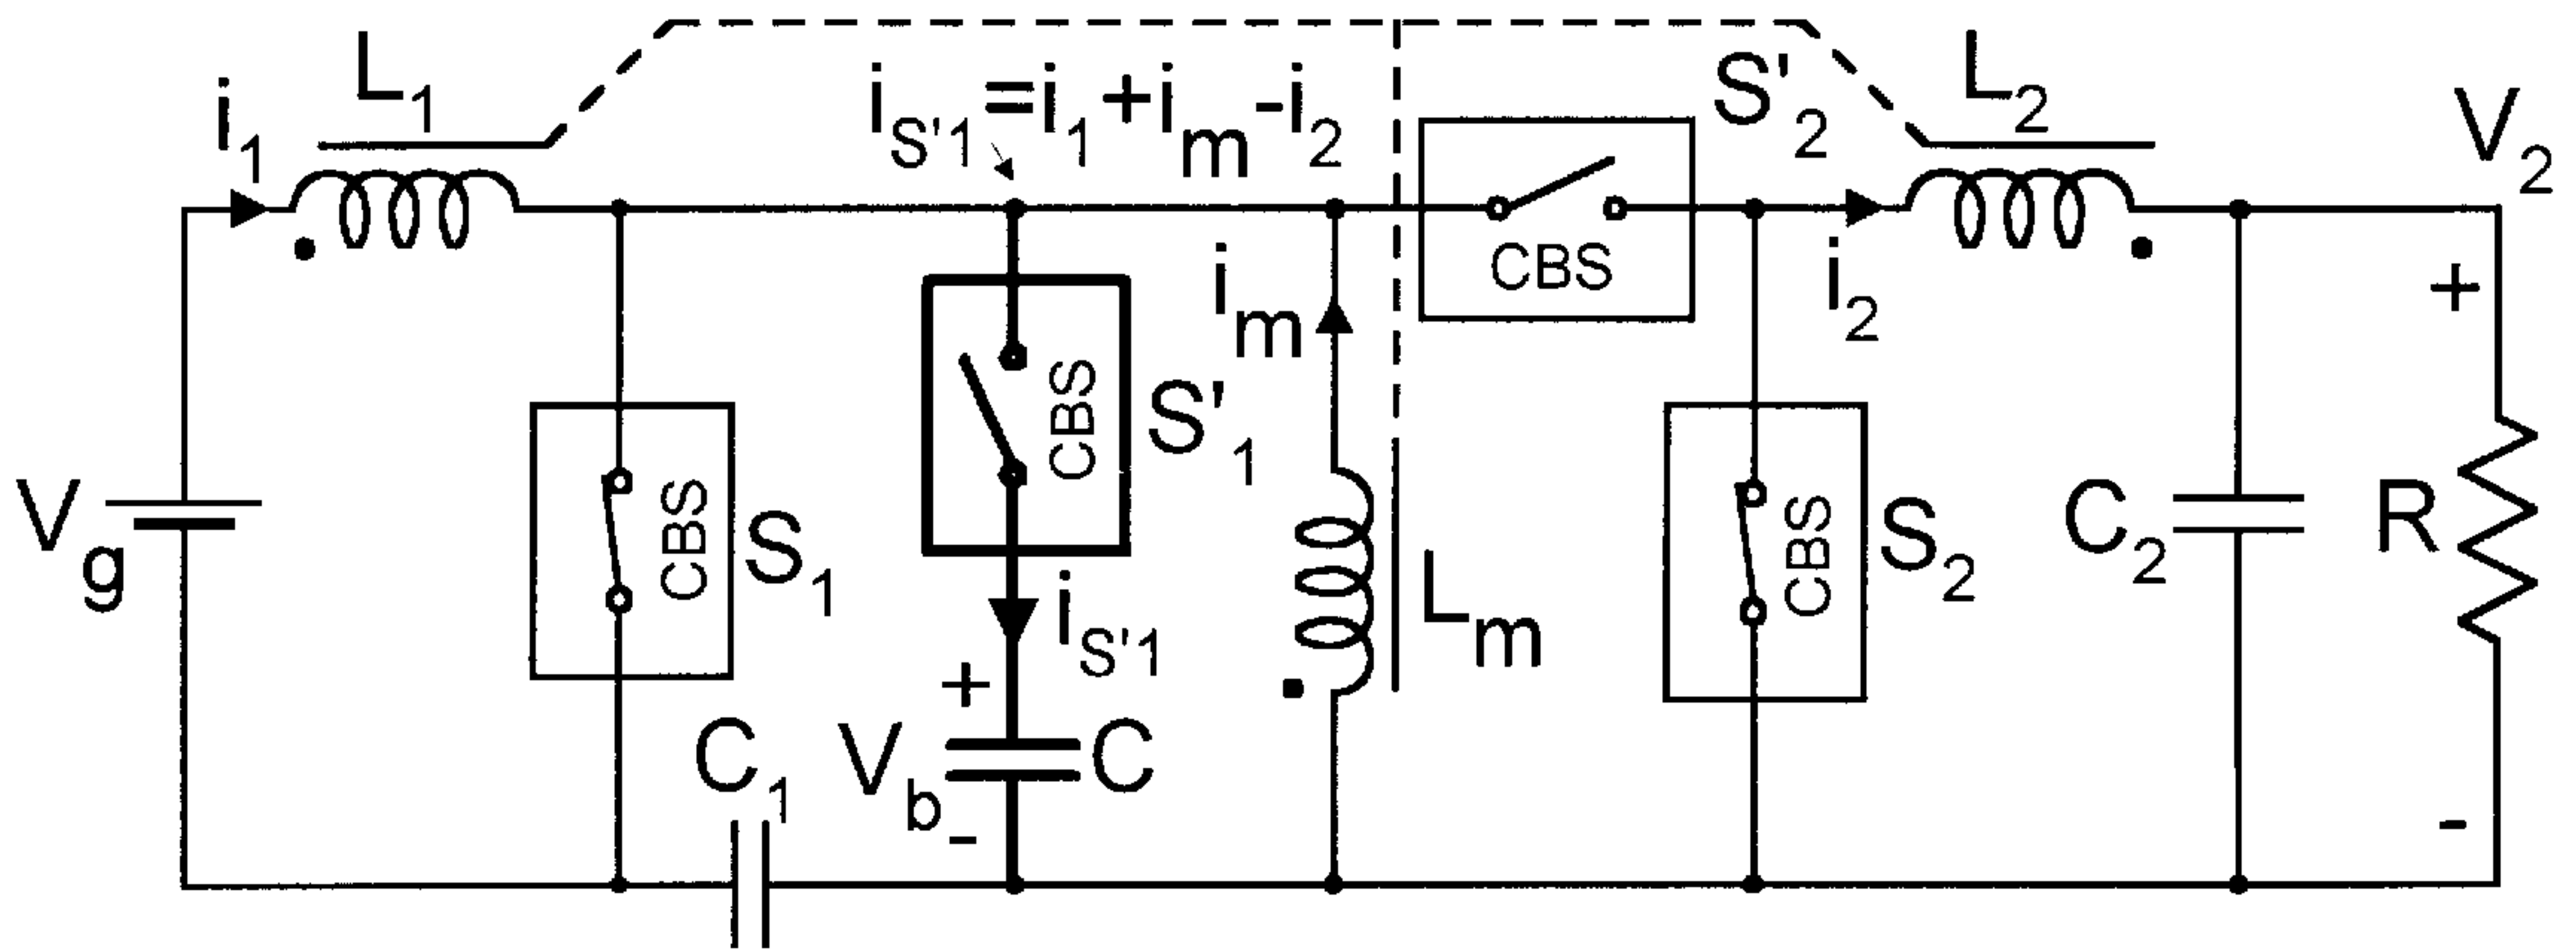 i1
L1
iS'1=i1+im-i2
S'2
L2
V2
CBS
im
i2
+
CBS
S1
CBS
S'1
Vg
iS'1
Lm
CBS
S2
C2
R
C1
+
Vb
-
C
-